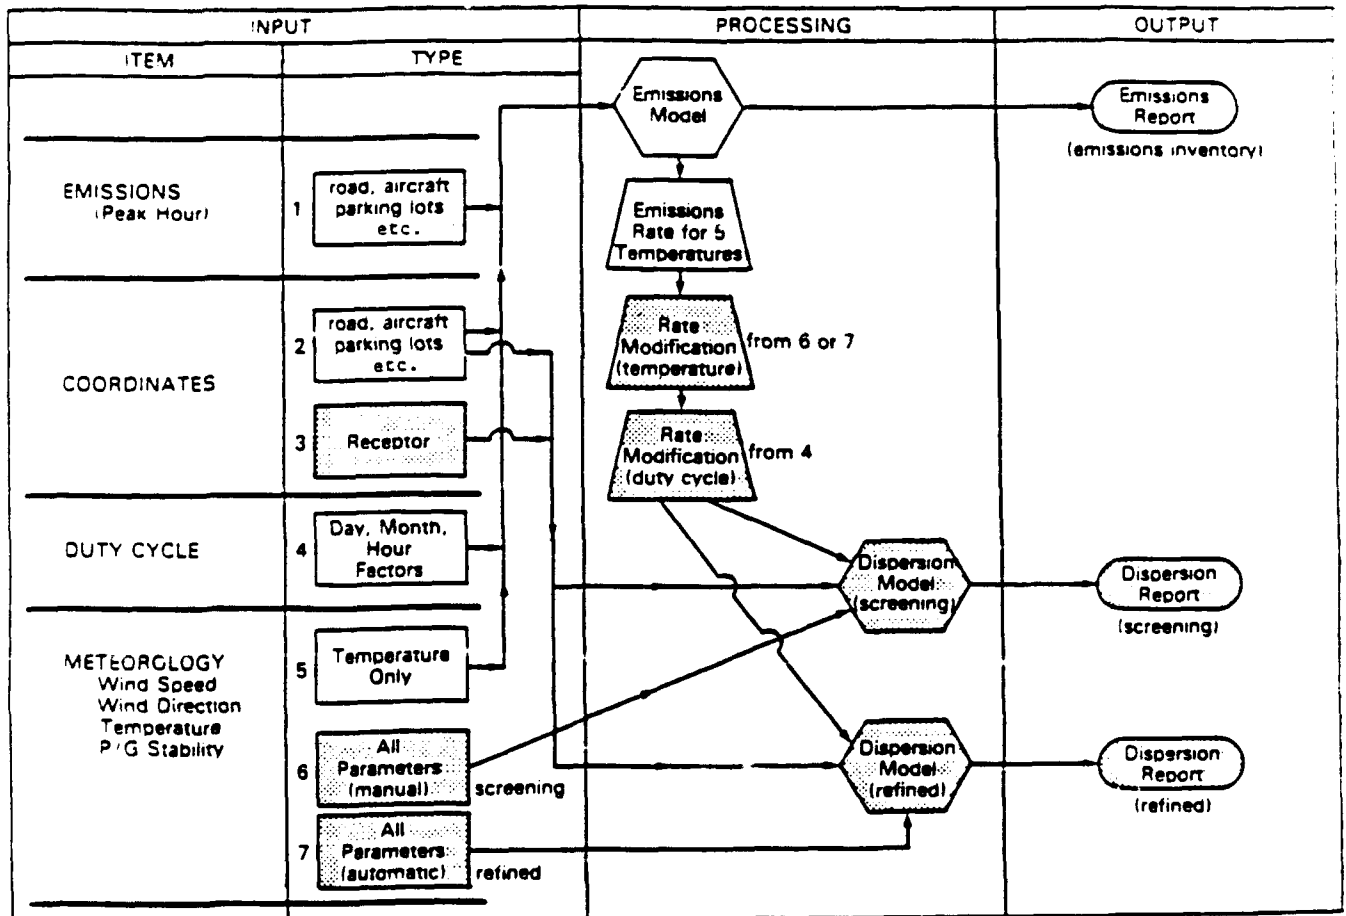 INPUT
PROCESSING
OUTPUT
ITEM
TYPE
Emissions
Model
Emissions
Report
(emissions inventory)
EMISSIONS
(Peak Hour)
1
road, aircraft
parking lots
etc.
Emissions
Rate for 5
Temperatures
COORDINATES
2
road, aircraft
parking lots
etc.
Rate
Modification
(temperature)
from 6 or 7
3
Receptor
Rate
Modification
(duty cycle)
from 4
DUTY CYCLE
4
Day, Month,
Hour
Factors
Dispersion
Model
(screening)
Dispersion
Report
(screening)
METEOROLOGY
Wind Speed
Wind Direction
Temperature
P/G Stability
5
Temperature
Only
6
All
Parameters
(manual)
screening
Dispersion
Model
(refined)
Dispersion
Report
(refined)
7
All
Parameters
(automatic)
refined